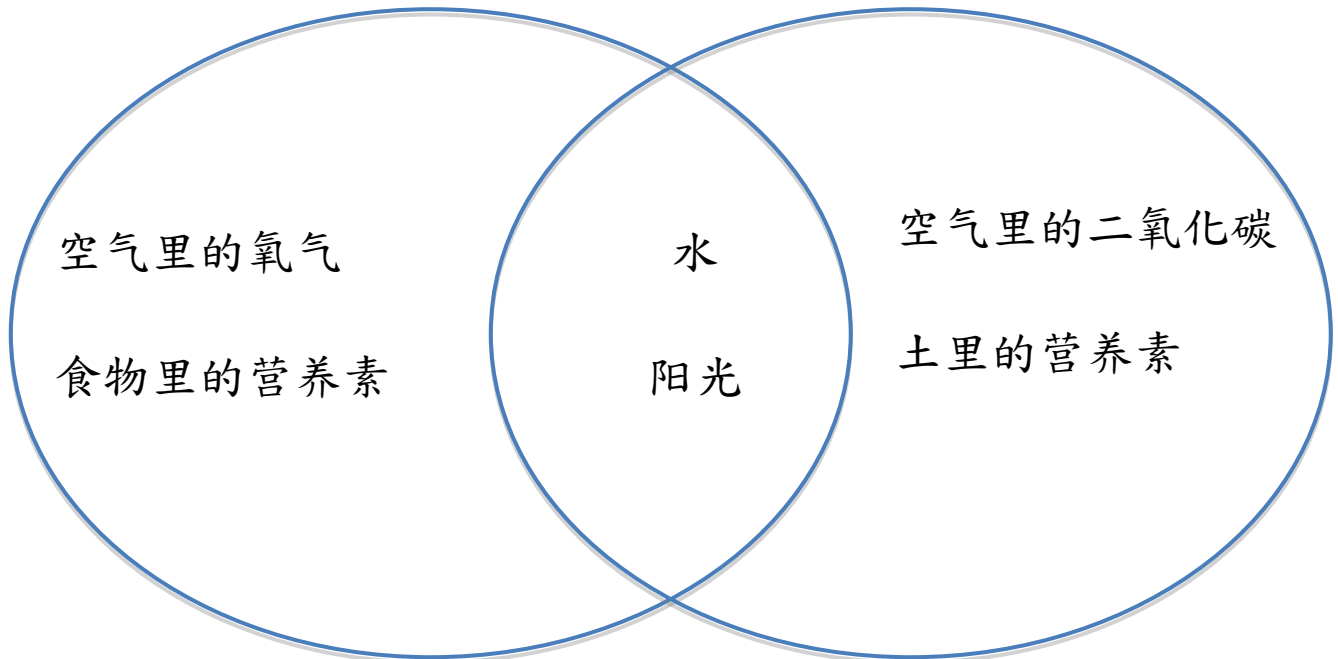 空气里的氧气
食物里的营养素
水
阳光
空气里的二氧化碳
土里的营养素